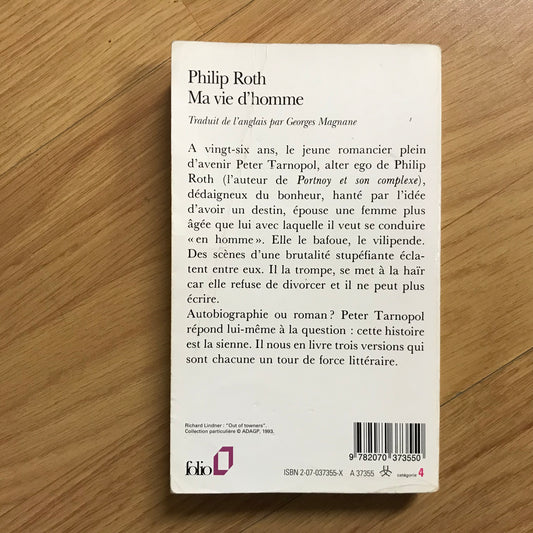 Philip Roth
Ma vie d'homme
Traduit de l'anglais par Georges Magnane
A vingt-six ans, le jeune romancier plein
d'avenir Peter Tarnopol, alter ego de Philip
Roth (l'auteur de Portnoy et son complexe),
dédaigneux du bonheur, hanté par l'idée
d'avoir un destin, épouse une femme plus
âgée que lui avec laquelle il veut se conduire
« en homme ». Elle le bafoue, le vilipende.
Des scènes d'une brutalité stupéfiante écla-
tent entre eux. Il la trompe, se met à la haïr
car elle refuse de divorcer et il ne peut plus
écrire.
Autobiographie ou roman ? Peter Tarnopol
répond lui-même à la question : cette histoire
est la sienne. Il nous en livre trois versions qui
sont chacune un tour de force littéraire.
Richard Lindner : "Out of towners".
Collection particulière © ADAGP, 1993.
9 782070 373550
folio
ISBN 2-07-037355-X A 37355 catégorie 4